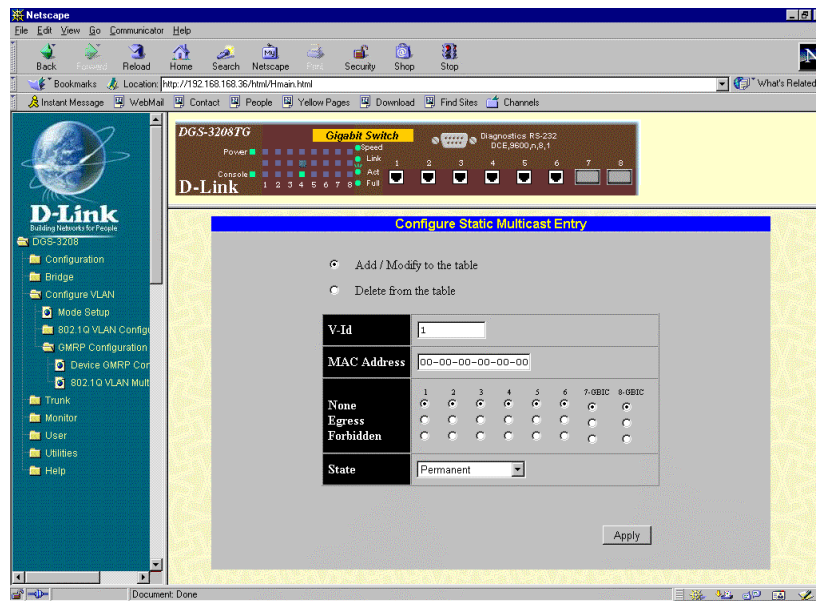 Netscape
File Edit View Go Communicator Help
Back Forward Reload Home Search Netscape Print Security Shop Stop
Bookmarks Location: http://192.168.168.36/html/Hmain.html What's Related
Instant Message WebMail Contact People Yellow Pages Download Find Sites Channels
D-Link
Building Networks for People
DGS-3208
Configuration
Bridge
Configure VLAN
Mode Setup
802.1Q VLAN Configu
GMRP Configuration
Device GMRP Con
802.1Q VLAN Mult
Trunk
Monitor
User
Utilities
Help
DGS-3208TG
Gigabit Switch
Diagnostics RS-232
DCE,9600,n,8,1
Power
Console
Speed
Link
Act
Full
D-Link
1 2 3 4 5 6 7 8
1 2 3 4 5 6 7 8
Configure Static Multicast Entry
Add / Modify to the table
Delete from the table
V-Id 1
MAC Address 00-00-00-00-00-00
1 2 3 4 5 6 7-GBIC 8-GBIC
None
Egress
Forbidden
State Permanent
Apply
Document: Done